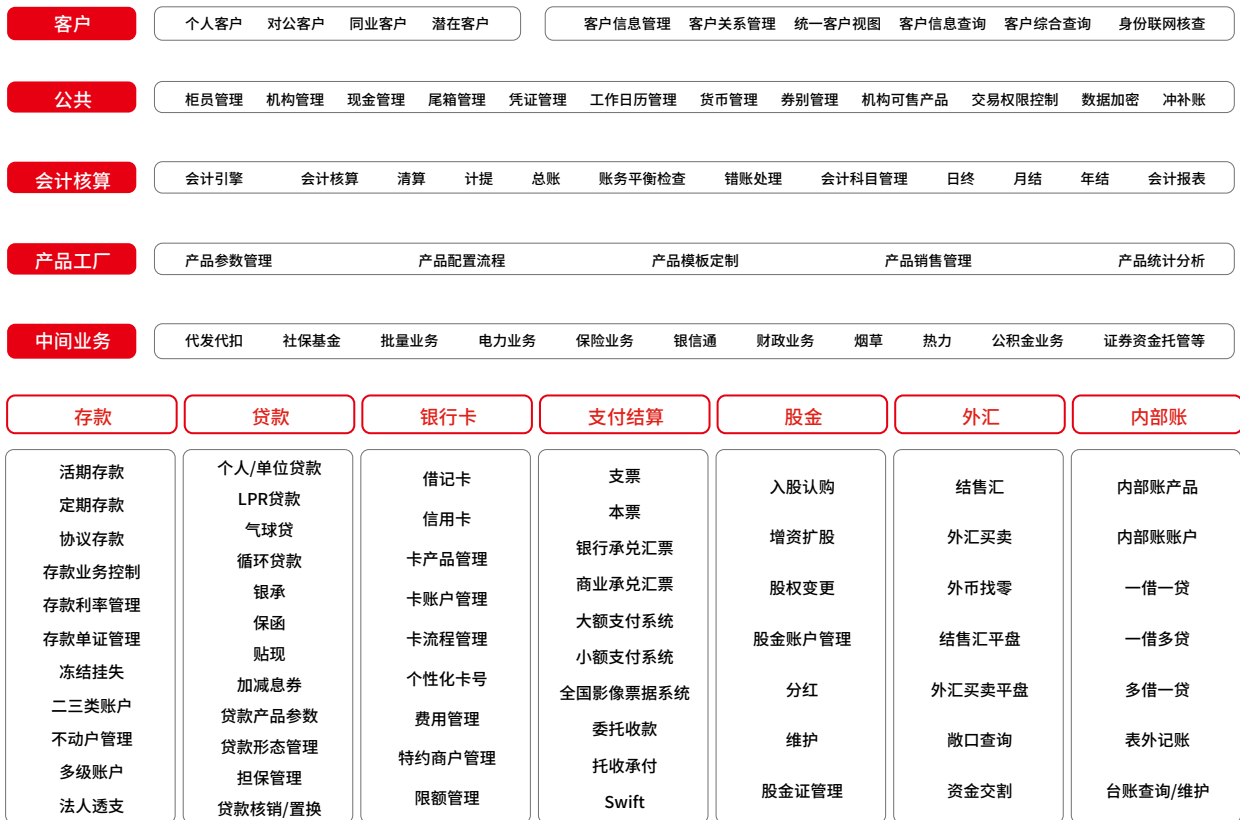 客户
个人客户 对公客户 同业客户 潜在客户
客户信息管理 客户关系管理 统一客户视图 客户信息查询 客户综合查询 身份联网核查
公共
柜员管理 机构管理 现金管理 尾箱管理 凭证管理 工作日历管理 货币管理 券别管理 机构可售产品 交易权限控制 数据加密 冲补账
会计核算
会计引擎 会计核算 清算 计提 总账 账务平衡检查 错账处理 会计科目管理 日终 月结 年结 会计报表
产品工厂
产品参数管理 产品配置流程 产品模板定制 产品销售管理 产品统计分析
中间业务
代发代扣 社保基金 批量业务 电力业务 保险业务 银信通 财政业务 烟草 热力 公积金业务 证券资金托管等
存款
活期存款
定期存款
协议存款
存款业务控制
存款利率管理
存款单证管理
冻结挂失
二三类账户
不动户管理
多级账户
法人透支
贷款
个人/单位贷款
LPR贷款
气球贷
循环贷款
银承
保函
贴现
加减息券
贷款产品参数
贷款形态管理
担保管理
贷款核销/置换
银行卡
借记卡
信用卡
卡产品管理
卡账户管理
卡流程管理
个性化卡号
费用管理
特约商户管理
限额管理
支付结算
支票
本票
银行承兑汇票
商业承兑汇票
大额支付系统
小额支付系统
全国影像票据系统
委托收款
托收承付
Swift
股金
入股认购
增资扩股
股权变更
股金账户管理
分红
维护
股金证管理
外汇
结售汇
外汇买卖
外币找零
结售汇平盘
外汇买卖平盘
敞口查询
资金交割
内部账
内部账产品
内部账账户
一借一贷
一借多贷
多借一贷
表外记账
台账查询/维护